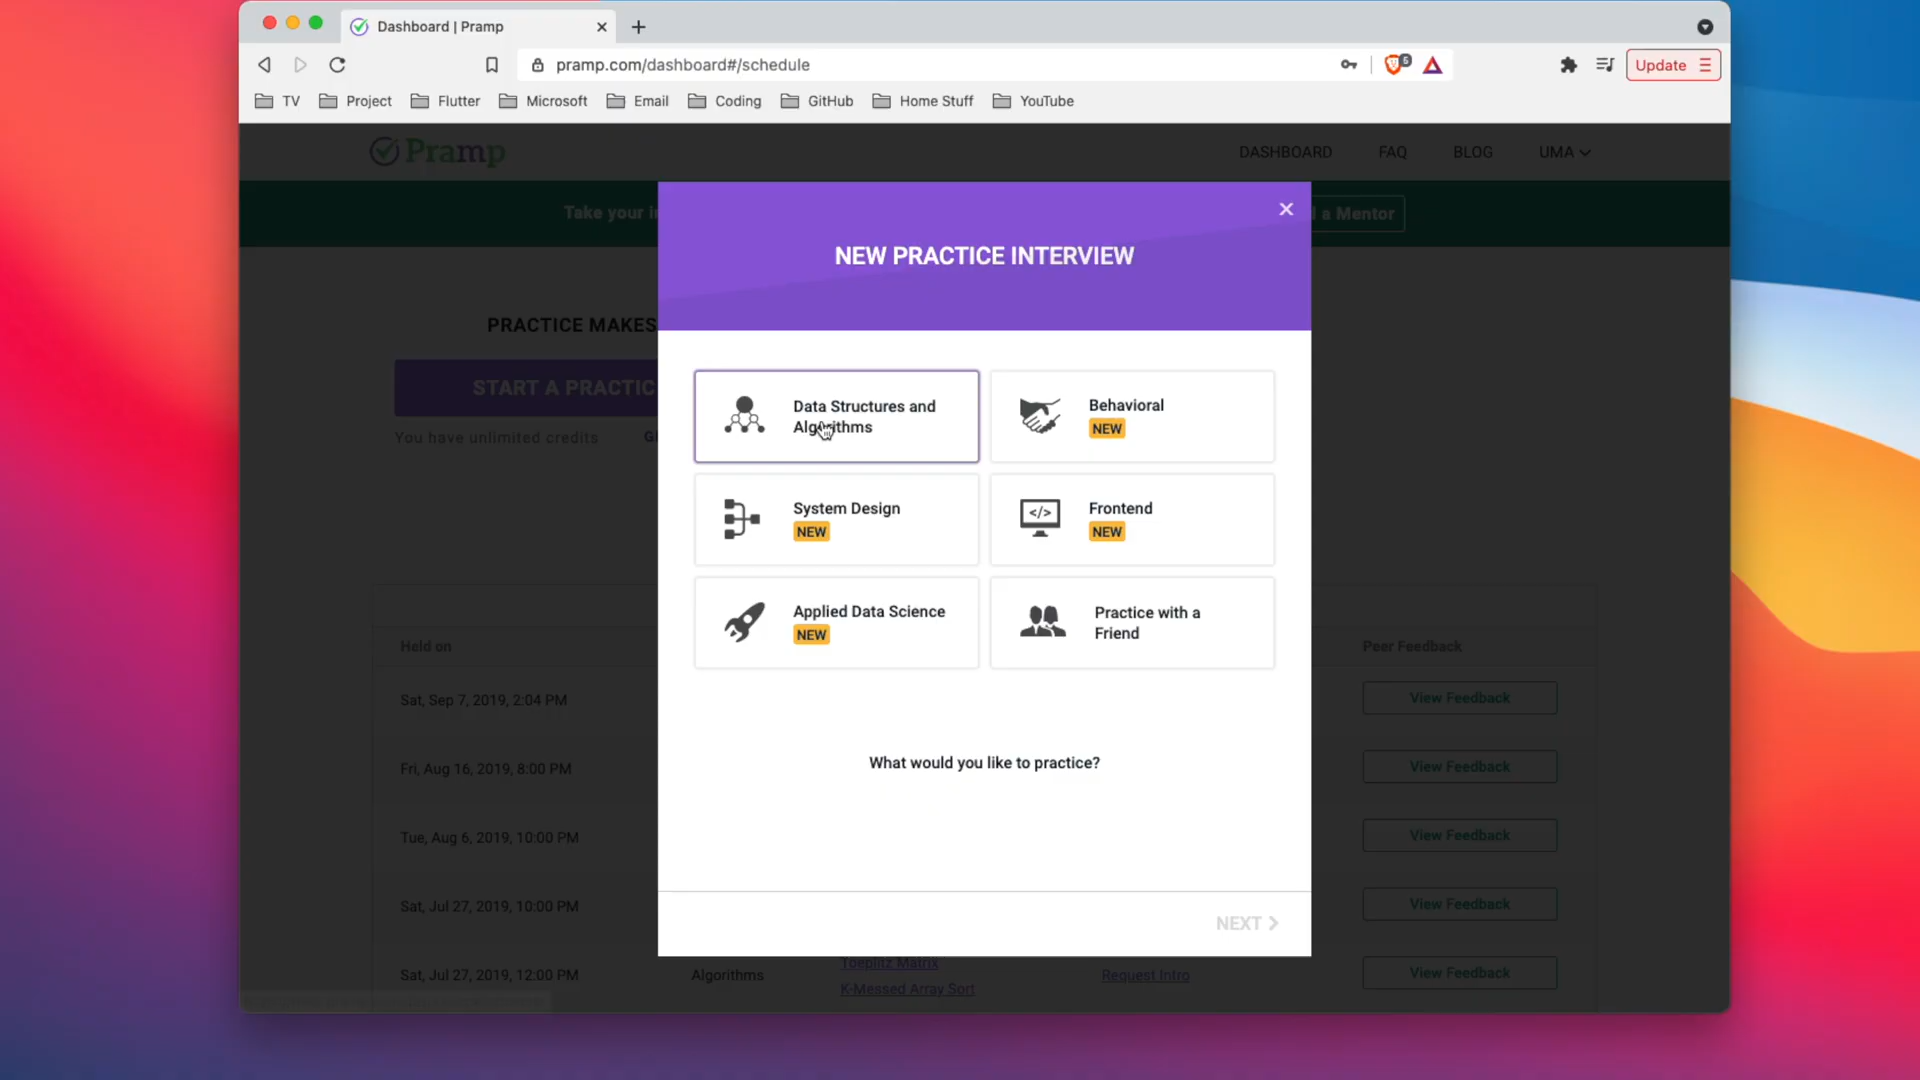 Dashboard | Pramp
pramp.com/dashboard#/schedule
5
Update
TV
Project
Flutter
Microsoft
Email
Coding
GitHub
Home Stuff
YouTube
Pramp
DASHBOARD
FAQ
BLOG
UMA
Take your
a Mentor
NEW PRACTICE INTERVIEW
PRACTICE MAKES
START A PRACTIC
You have unlimited credits
Data Structures and
Algorithms
Behavioral
NEW
System Design
NEW
Frontend
NEW
Applied Data Science
NEW
Practice with a
Friend
What would you like to practice?
NEXT
Held on
Peer Feedback
Sat, Sep 7, 2019, 2:04 PM
View Feedback
Fri, Aug 16, 2019, 8:00 PM
View Feedback
Tue, Aug 6, 2019, 10:00 PM
View Feedback
Sat, Jul 27, 2019, 10:00 PM
View Feedback
Sat, Jul 27, 2019, 12:00 PM
Algorithms
Toeplitz Matrix
K-Messed Array Sort
Request Intro
View Feedback